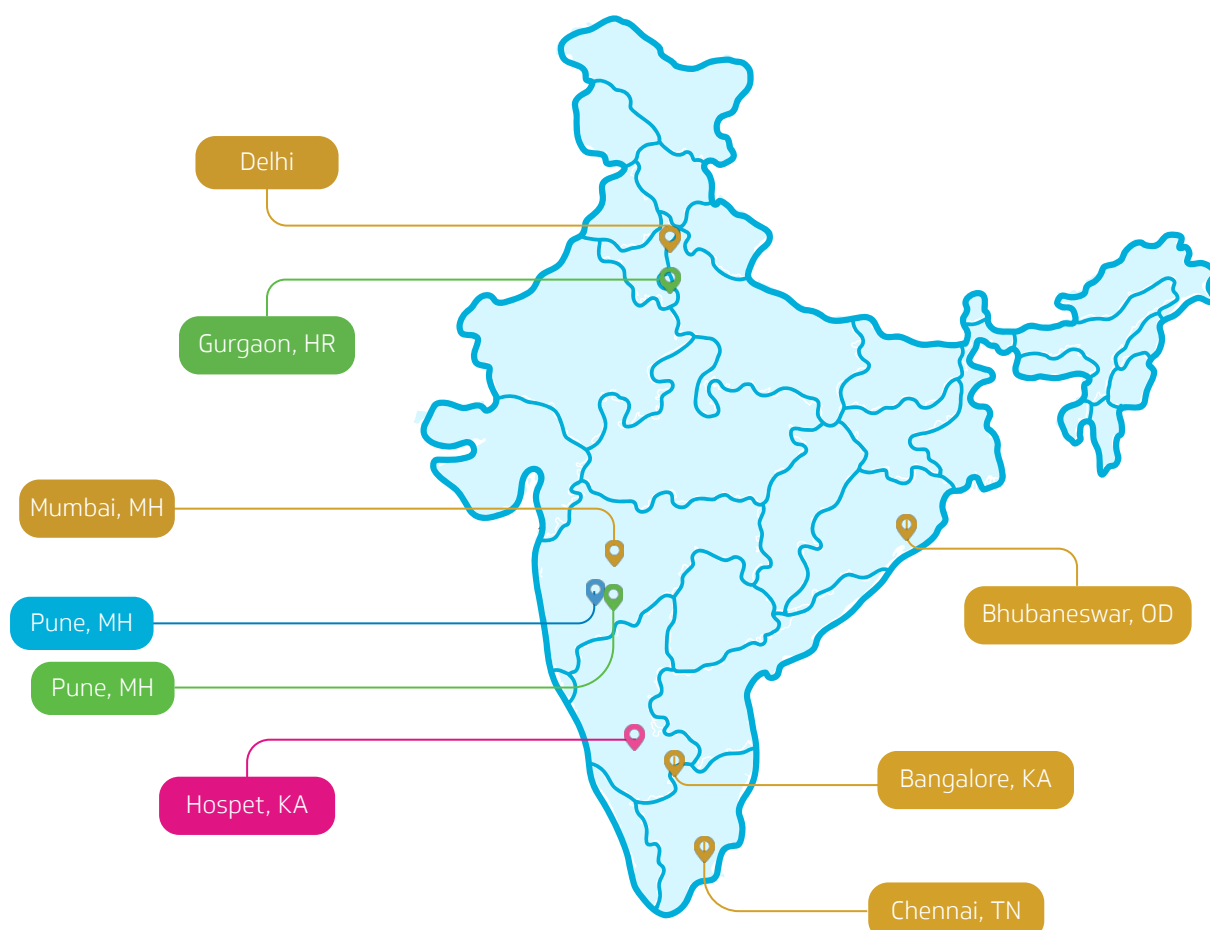 Delhi
Gurgaon, HR
Mumbai, MH
Pune, MH
Bhubaneswar, OD
Pune, MH
Bangalore, KA
Hospet, KA
Chennai, TN